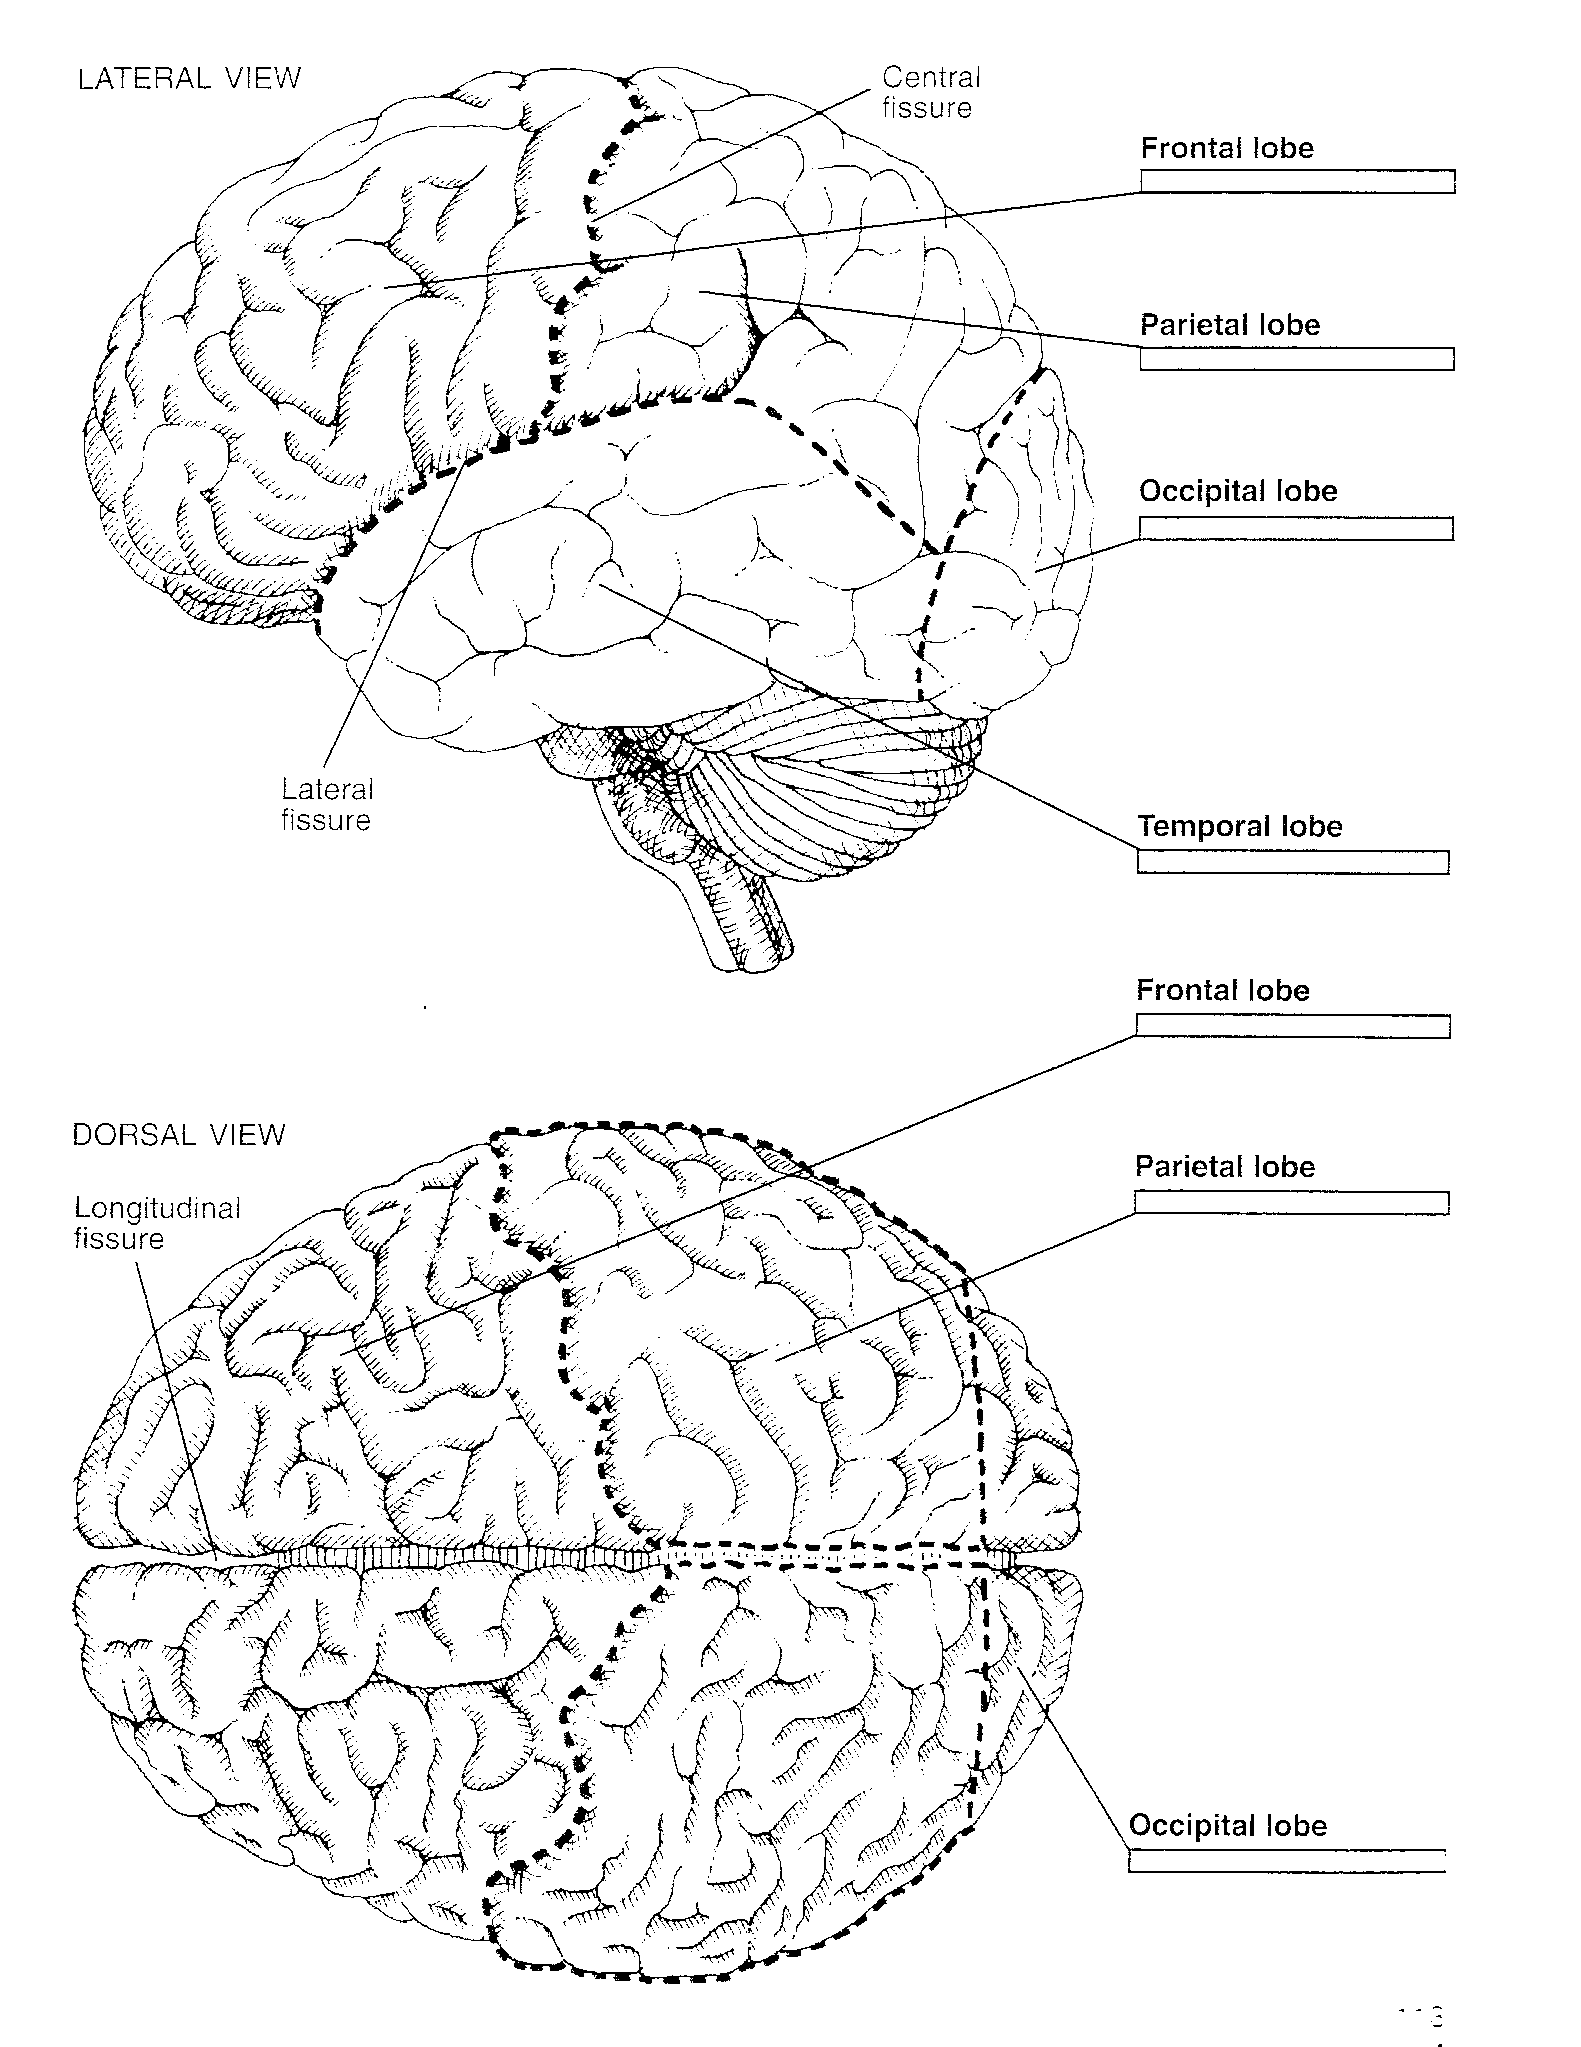 LATERAL VIEW
Central
fissure
Frontal lobe
Parietal lobe
Occipital lobe
Lateral
fissure
Temporal lobe
Frontal lobe
DORSAL VIEW
Parietal lobe
Longitudinal
fissure
Occipital lobe